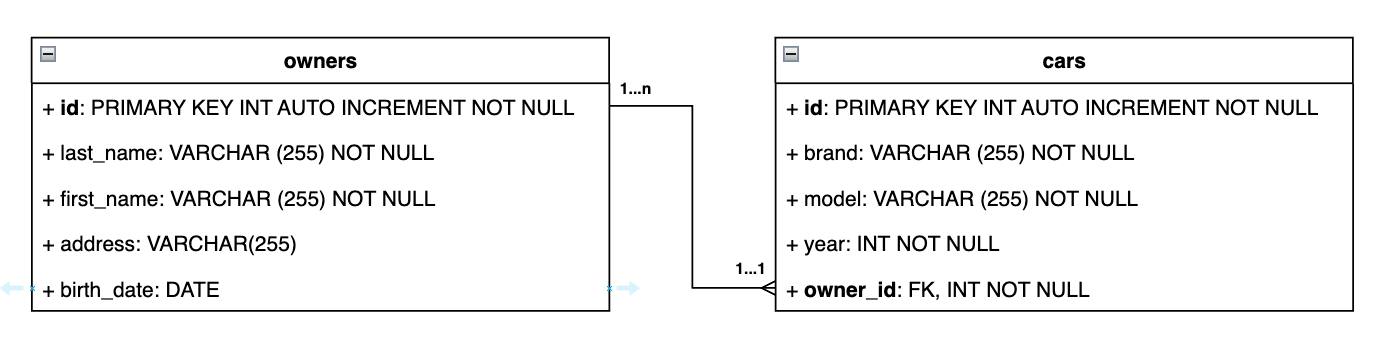 owners
+ id: PRIMARY KEY INT AUTO INCREMENT NOT NULL
+ last_name: VARCHAR (255) NOT NULL
+ first_name: VARCHAR (255) NOT NULL
+ address: VARCHAR(255)
+ birth_date: DATE
1...n
1...1
cars
+ id: PRIMARY KEY INT AUTO INCREMENT NOT NULL
+ brand: VARCHAR (255) NOT NULL
+ model: VARCHAR (255) NOT NULL
+ year: INT NOT NULL
+ owner_id: FK, INT NOT NULL